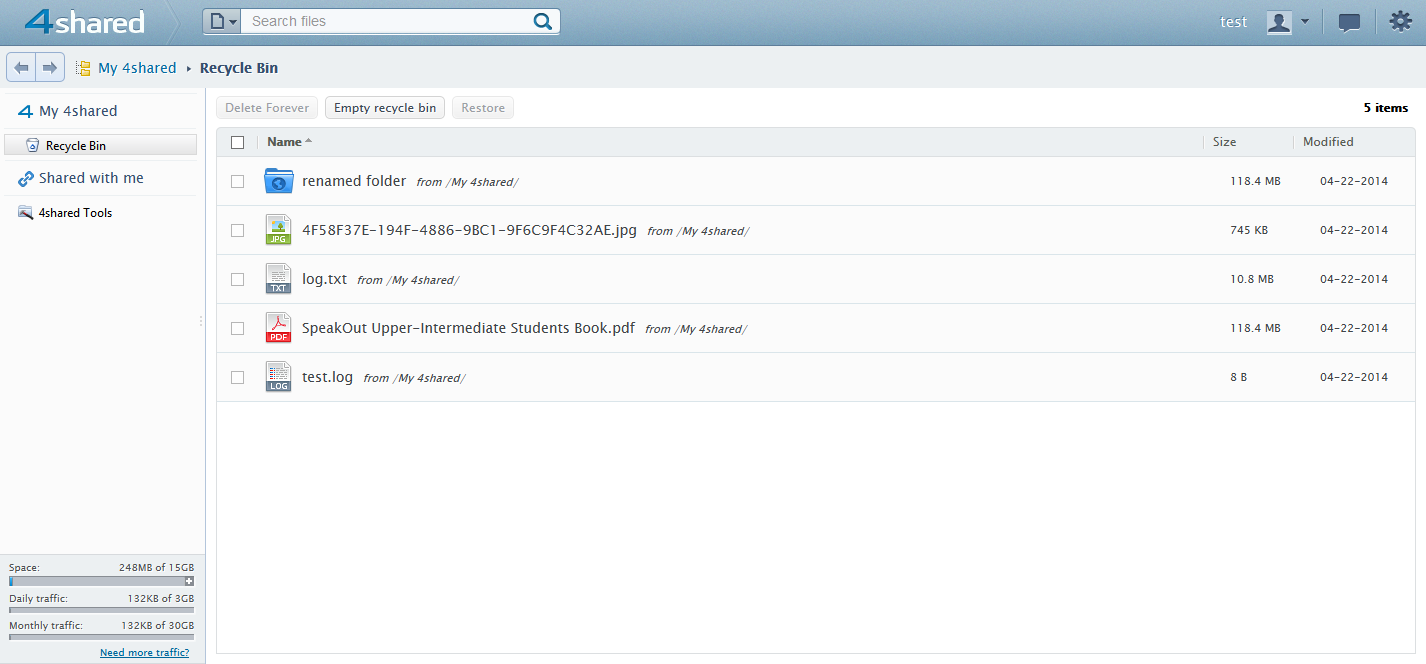 4shared
Search files
test
My 4shared ▸ Recycle Bin
My 4shared
Recycle Bin
Shared with me
4shared Tools
Delete Forever Empty recycle bin Restore 5 items
Name Size Modified
renamed folder from /My 4shared/ 118.4 MB 04-22-2014
JPG 4F58F37E-194F-4886-9BC1-9F6C9F4C32AE.jpg from /My 4shared/ 745 KB 04-22-2014
TXT log.txt from /My 4shared/ 10.8 MB 04-22-2014
PDF SpeakOut Upper-Intermediate Students Book.pdf from /My 4shared/ 118.4 MB 04-22-2014
LOG test.log from /My 4shared/ 8 B 04-22-2014
Space: 248MB of 15GB
Daily traffic: 132KB of 3GB
Monthly traffic: 132KB of 30GB
Need more traffic?